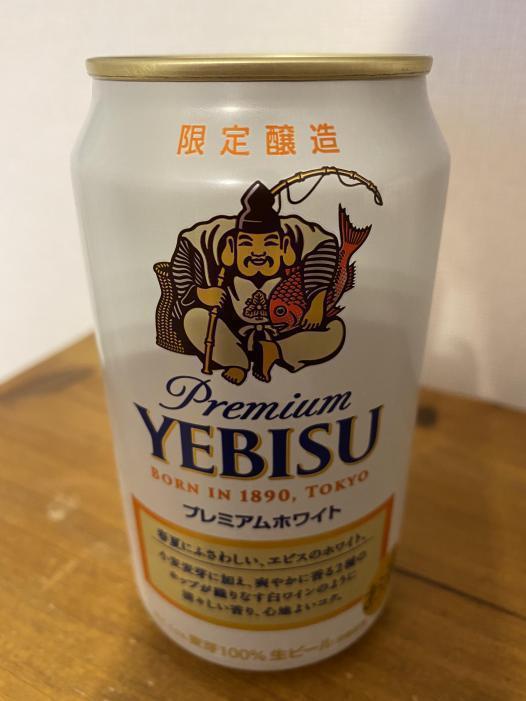 限定醸造
Premium
YEBISU
BORN IN 1890, TOKYO
プレミアムホワイト
春夏にふさわしい、エビスのホワイト。
小麦麦芽に加え、爽やかに香る2種の
ホップが織りなす白ワインのように
清々しい香り、心地よいコク。
麦芽100% 生ビール